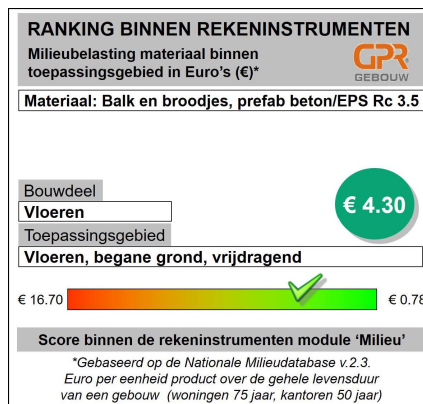 RANKING BINNEN REKENINSTRUMENTEN
Milieubelasting materiaal binnen
toepassingsgebied in Euro's (€)*
GPR
GEBOUW
Materiaal: Balk en broodjes, prefab beton/EPS Rc 3.5
Bouwdeel
Vloeren
€ 4.30
Toepassingsgebied
Vloeren, begane grond, vrijdragend
€ 16.70
€ 0.78
Score binnen de rekeninstrumenten module ‘Milieu’
*Gebaseerd op de Nationale Milieudatabase v.2.3.
Euro per eenheid product over de gehele levensduur
van een gebouw (woningen 75 jaar, kantoren 50 jaar)